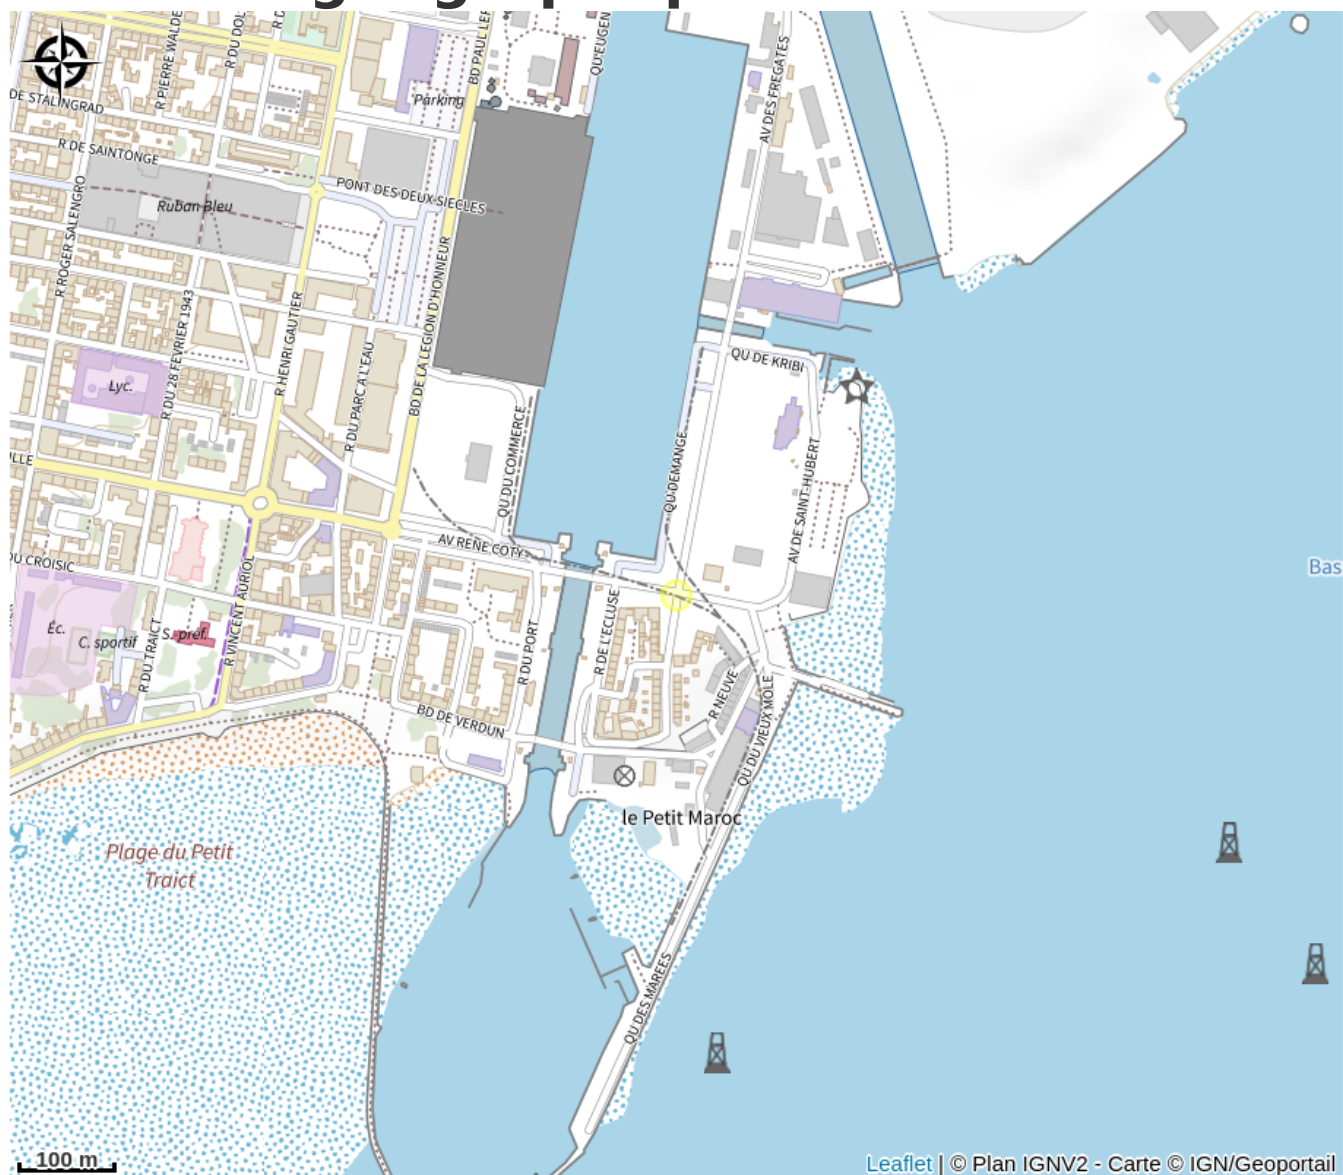 DE STALINGRAD
R PIERRE WALDE
R DU DOL
BD PAUL LEF
QU EUGEN
AV DES FREGATES
Parking
R DE SAINTONGE
PONT DES DEUX SIECLES
Ruban Bleu
R ROGER SALENGRO
R DU 28 FEVRIER 1943
R HENRI GAUTIER
R DU PARC A L'EAU
BD DE LA LEGION D'HONNEUR
QU DE KRIBI
Lyc.
QU DU COMMERCE
QU DEMANGE
AV DE SAINT-HUBERT
ILLE
AV RENE COTY
DU CROISIC
Bas
Éc.
C. sportif
S.-préf.
R DU TRAICT
R VINCENT AURIOL
R DU PORT
R DE L'ECLUSE
R NEUVE
QU DU VIEUX MOLE
BD DE VERDUN
le Petit Maroc
Plage du Petit
Traict
QU DES MAREES
100 m
Leaflet | © Plan IGNV2 - Carte © IGN/Geoportail